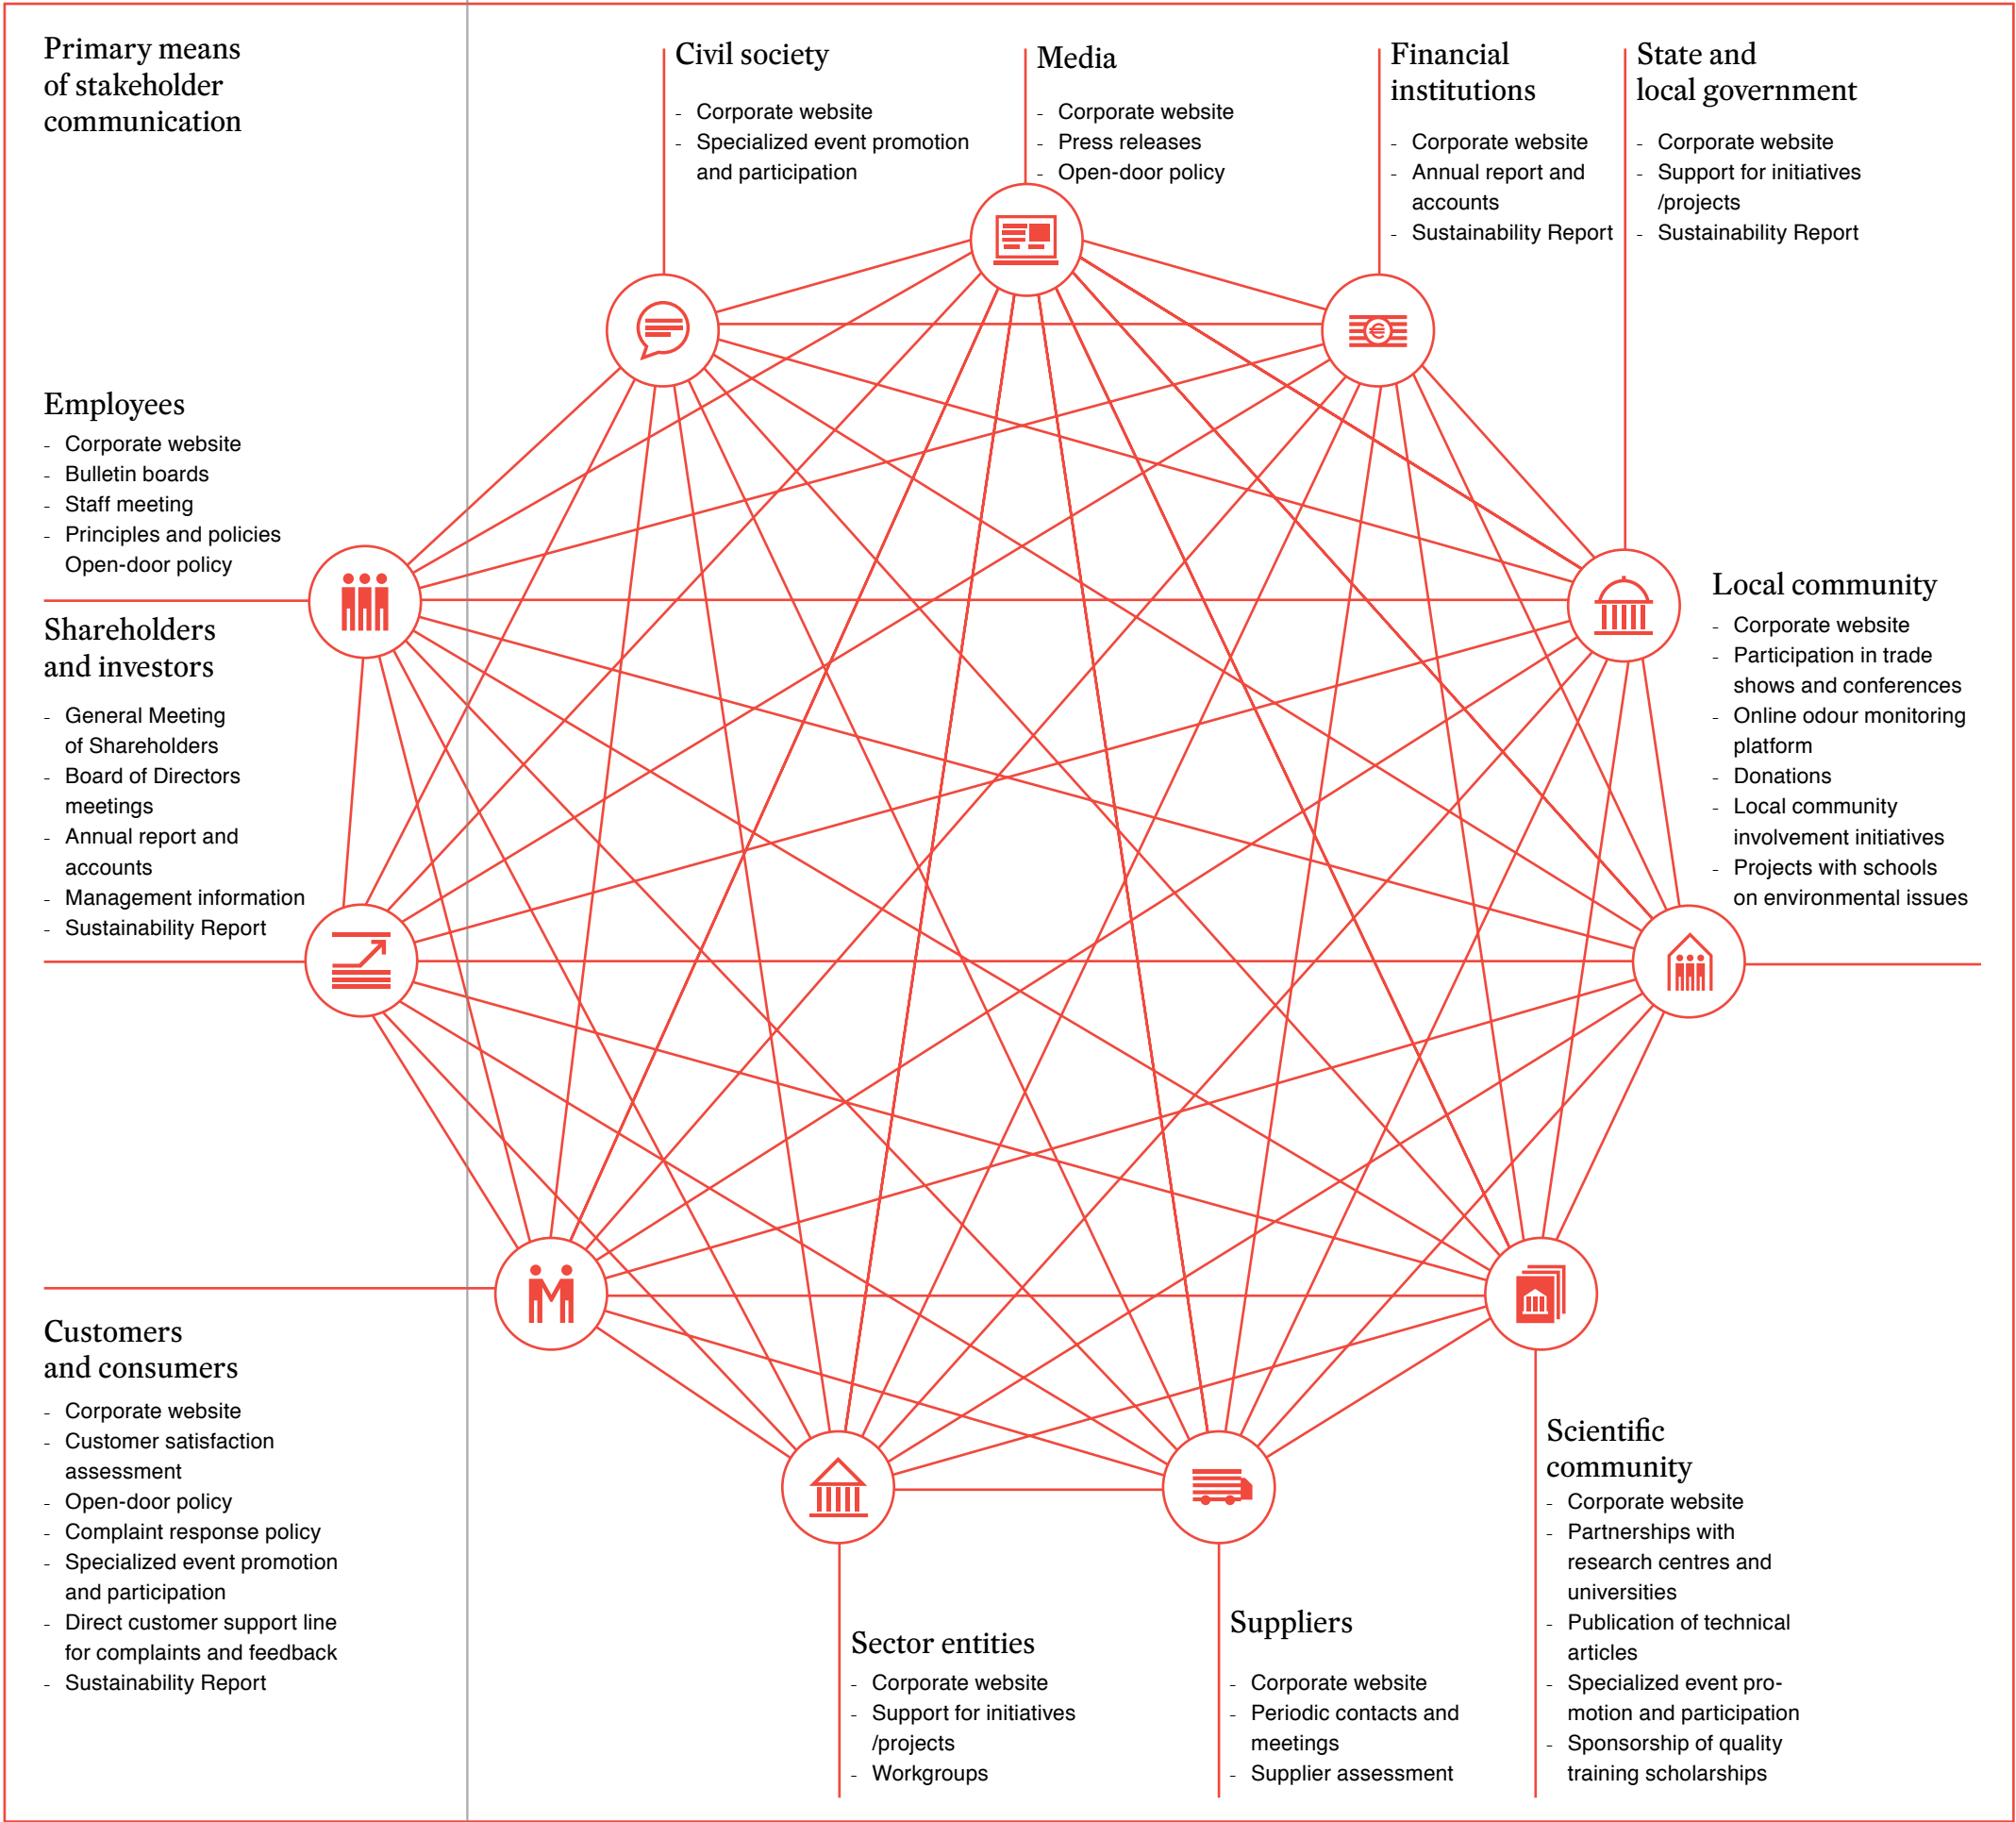 Primary means
of stakeholder
communication
Civil society
- Corporate website
- Specialized event promotion
and participation
Media
- Corporate website
- Press releases
- Open-door policy
Financial
institutions
- Corporate website
- Annual report and
accounts
- Sustainability Report
State and
local government
- Corporate website
- Support for initiatives
/projects
- Sustainability Report
Employees
- Corporate website
- Bulletin boards
- Staff meeting
- Principles and policies
Open-door policy
Shareholders
and investors
- General Meeting
of Shareholders
- Board of Directors
meetings
- Annual report and
accounts
- Management information
- Sustainability Report
Local community
- Corporate website
- Participation in trade
shows and conferences
- Online odour monitoring
platform
- Donations
- Local community
involvement initiatives
- Projects with schools
on environmental issues
Customers
and consumers
- Corporate website
- Customer satisfaction
assessment
- Open-door policy
- Complaint response policy
- Specialized event promotion
and participation
- Direct customer support line
for complaints and feedback
- Sustainability Report
Sector entities
- Corporate website
- Support for initiatives
/projects
- Workgroups
Suppliers
- Corporate website
- Periodic contacts and
meetings
- Supplier assessment
Scientific
community
- Corporate website
- Partnerships with
research centres and
universities
- Publication of technical
articles
- Specialized event pro-
motion and participation
- Sponsorship of quality
training scholarships
€